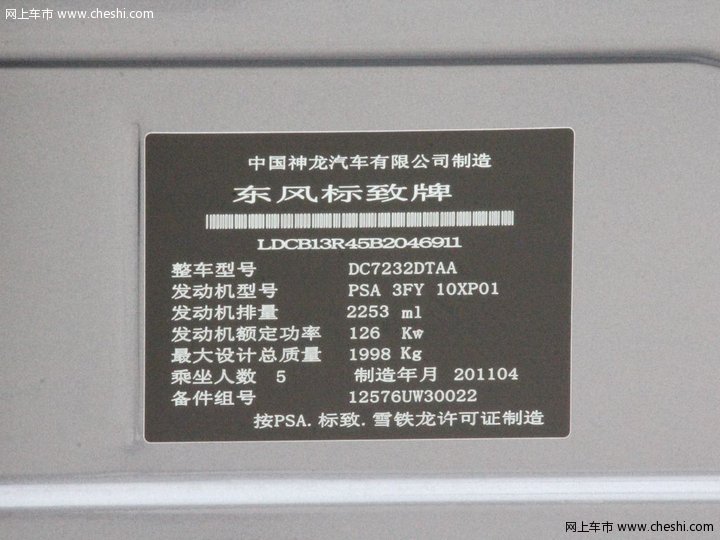 网上车市 www.cheshi.com
中国神龙汽车有限公司制造
东风标致牌
LDCB13R45B2046911
整车型号 DC7232DTAA
发动机型号 PSA 3FY 10XP01
发动机排量 2253 ml
发动机额定功率 126 Kw
最大设计总质量 1998 Kg
乘坐人数 5 制造年月 201104
备件组号 12576UW30022
按PSA.标致.雪铁龙许可证制造
网上车市 www.cheshi.com